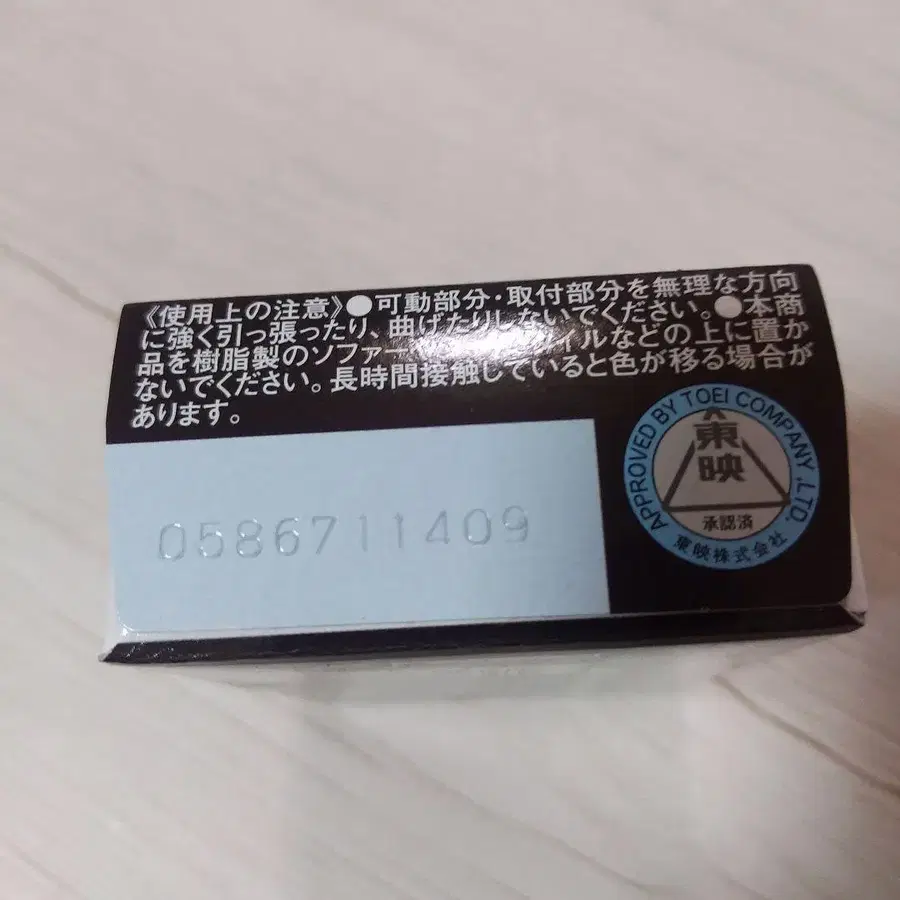 《使用上の注意》●可動部分・取付部分を無理な方向
に強く引っ張ったり、曲げたりしないでください。●本商
品を樹脂製のソファー イルなどの上に置か
ないでください。長時間接触していると色が移る場合が
あります。
0586711409
APPROVED BY TOEI COMPANY,LTD.
東映
承認済
東映株式会社